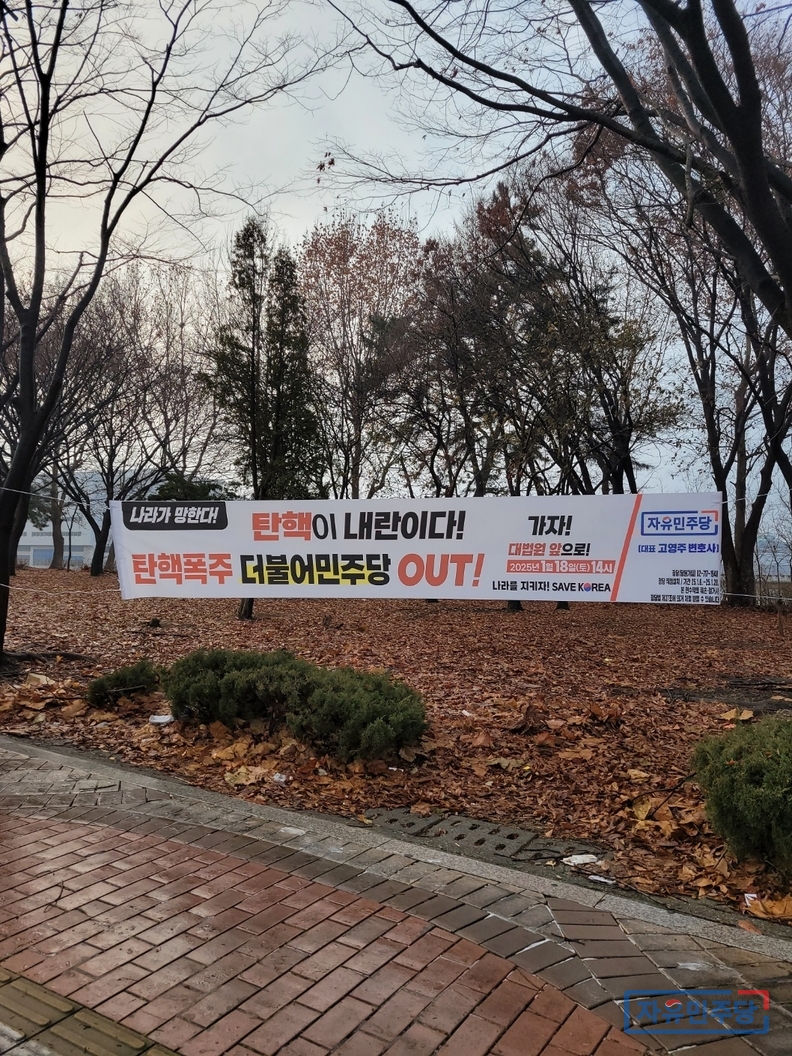 나라가 망한다!
탄핵이 내란이다!
탄핵폭주 더불어민주당 OUT!
가자!
대법원 앞으로!
2025년 1월 18일(토) 14시
나라를 지키자! SAVE KOREA
자유민주당
(대표 고영주 변호사)
자유민주당